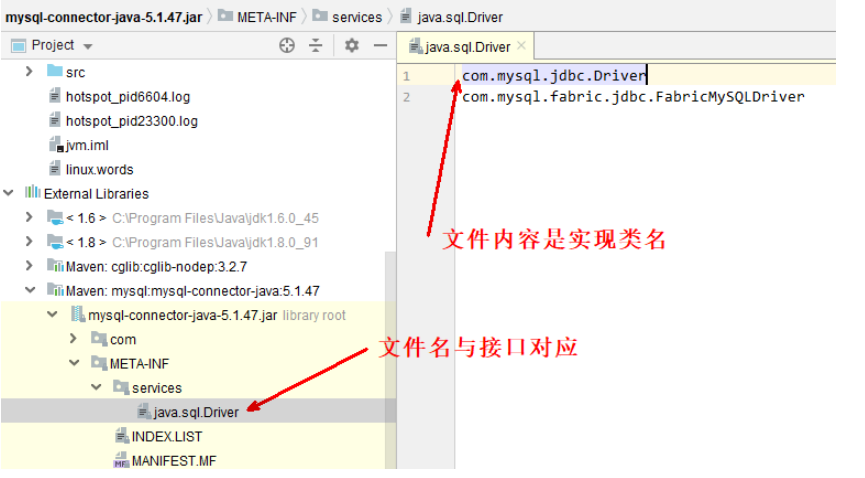 mysql-connector-java-5.1.47.jar META-INF services java.sql.Driver
Project
java.sql.Driver
src
hotspot_pid6604.log
hotspot_pid23300.log
jvm.iml
linux.words
External Libraries
< 1.6 > C:\Program Files\Java\jdk1.6.0_45
< 1.8 > C:\Program Files\Java\jdk1.8.0_91
Maven: cglib:cglib-nodep:3.2.7
Maven: mysql:mysql-connector-java:5.1.47
mysql-connector-java-5.1.47.jar library root
com
META-INF
services
java.sql.Driver
INDEX.LIST
MANIFEST.MF
1 com.mysql.jdbc.Driver
2 com.mysql.fabric.jdbc.FabricMySQLDriver
文件内容是实现类名
文件名与接口对应